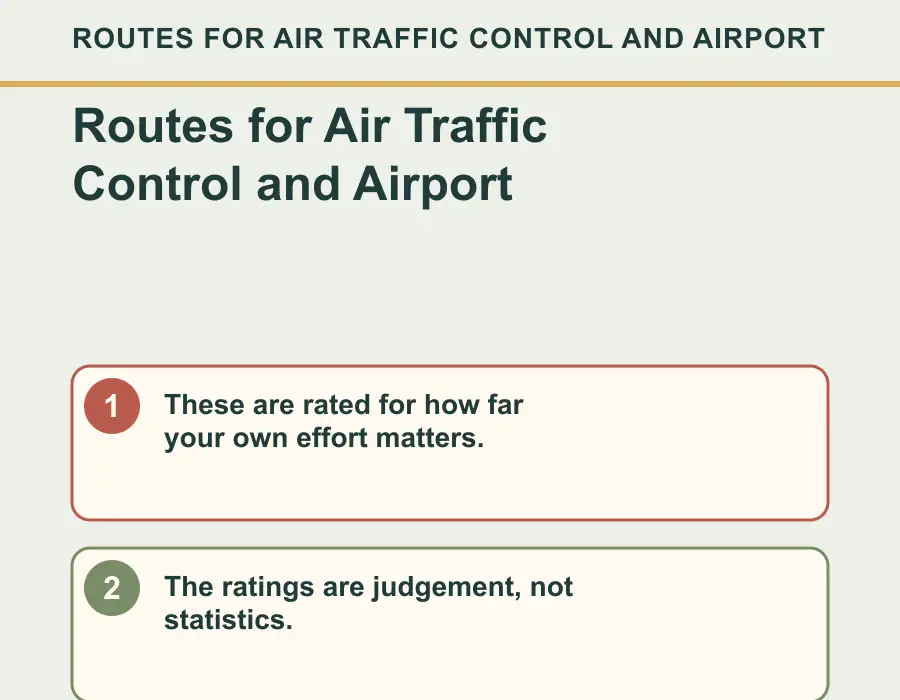 ROUTES FOR AIR TRAFFIC CONTROL AND AIRPORT
Routes for Air Traffic
Control and Airport
1
These are rated for how far
your own effort matters.
2
The ratings are judgement, not
statistics.